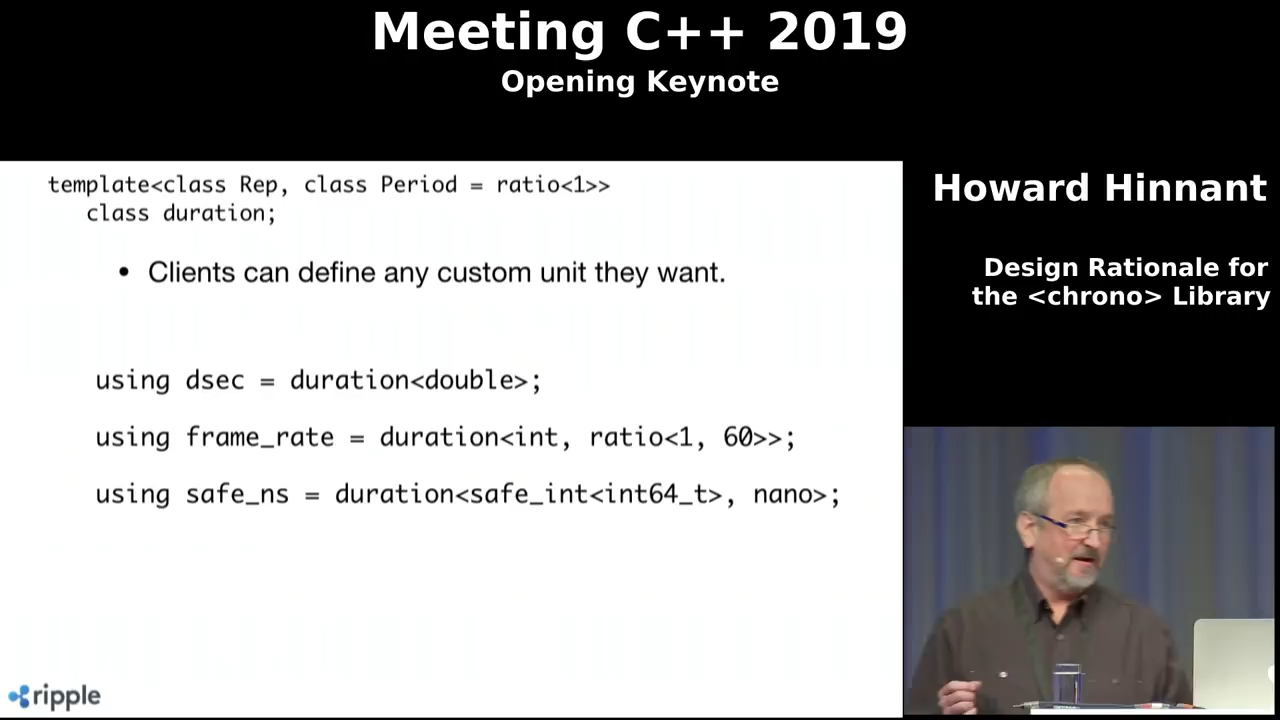 Meeting C++ 2019
Opening Keynote
template<class Rep, class Period = ratio<1>>
class duration;
• Clients can define any custom unit they want.
using dsec = duration<double>;
using frame_rate = duration<int, ratio<1, 60>>;
using safe_ns = duration<safe_int<int64_t>, nano>;
ripple
Howard Hinnant
Design Rationale for
the <chrono> Library